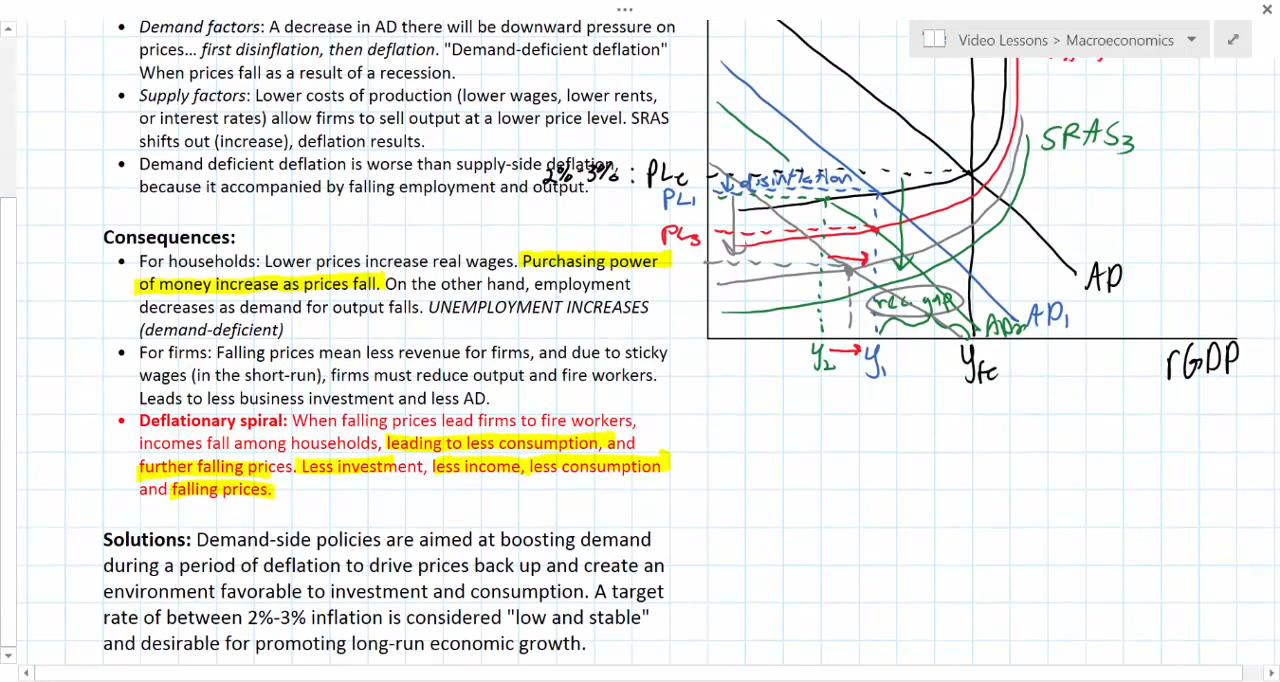 Video Lessons > Macroeconomics
Demand factors: A decrease in AD there will be downward pressure on
prices... first disinflation, then deflation. "Demand-deficient deflation"
When prices fall as a result of a recession.
Supply factors: Lower costs of production (lower wages, lower rents,
or interest rates) allow firms to sell output at a lower price level. SRAS
shifts out (increase), deflation results.
Demand deficient deflation is worse than supply-side deflation,
because it accompanied by falling employment and output.
Consequences:
For households: Lower prices increase real wages. Purchasing power
of money increase as prices fall. On the other hand, employment
decreases as demand for output falls. UNEMPLOYMENT INCREASES
(demand-deficient)
For firms: Falling prices mean less revenue for firms, and due to sticky
wages (in the short-run), firms must reduce output and fire workers.
Leads to less business investment and less AD.
Deflationary spiral: When falling prices lead firms to fire workers,
incomes fall among households, leading to less consumption, and
further falling prices. Less investment, less income, less consumption
and falling prices.
Solutions: Demand-side policies are aimed at boosting demand
during a period of deflation to drive prices back up and create an
environment favorable to investment and consumption. A target
rate of between 2%-3% inflation is considered "low and stable"
and desirable for promoting long-run economic growth.
SRAS3
2%-3% : PLe
disinflation
PL1
PL3
AD
rec. gap
AD2
AD1
Y2
Y1
Yfe
rGDP